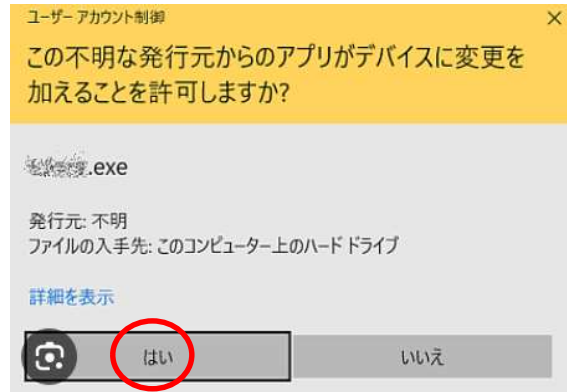 ユーザー アカウント制御
この不明な発行元からのアプリがデバイスに変更を
加えることを許可しますか?
.exe
発行元: 不明
ファイルの入手先: このコンピューター上のハード ドライブ
詳細を表示
はい
いいえ